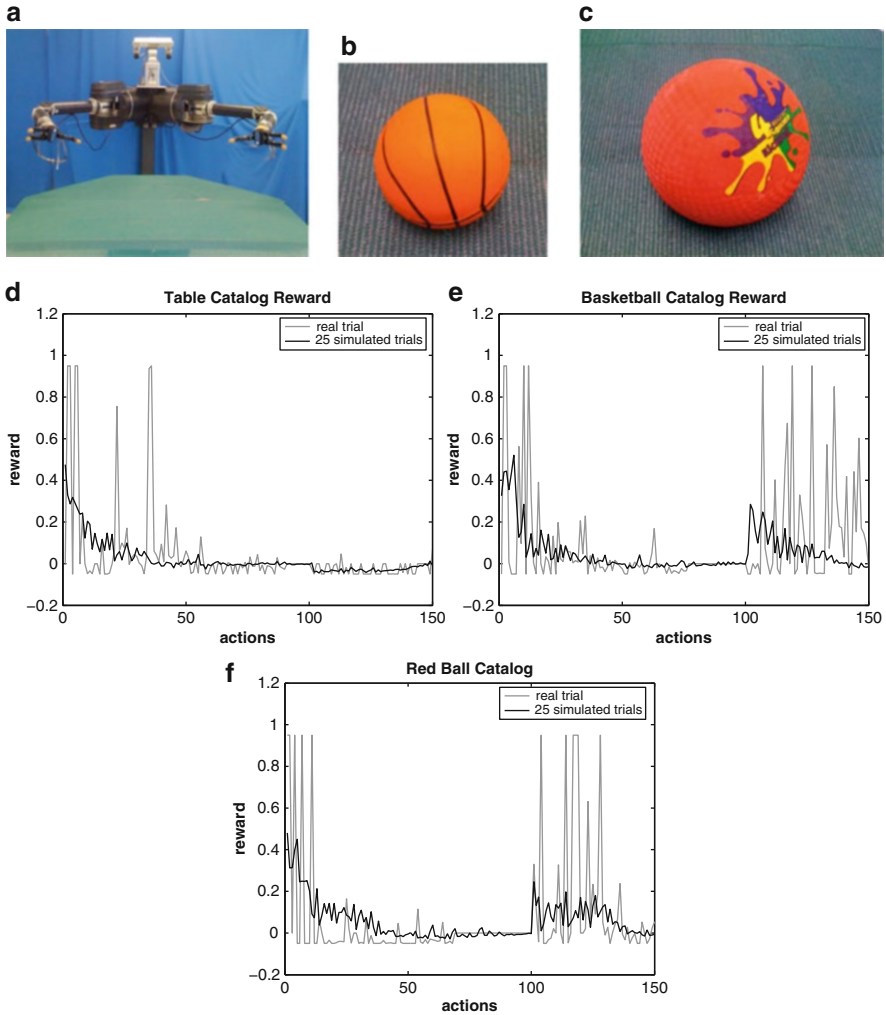 a
b
c
d
Table Catalog Reward
1.2
1
0.8
0.6
0.4
0.2
0
−0.2
reward
real trial
25 simulated trials
0
50
100
150
actions
e
Basketball Catalog Reward
1.2
1
0.8
0.6
0.4
0.2
0
−0.2
reward
real trial
25 simulated trials
0
50
100
150
actions
f
Red Ball Catalog
1.2
1
0.8
0.6
0.4
0.2
0
−0.2
reward
real trial
25 simulated trials
0
50
100
150
actions